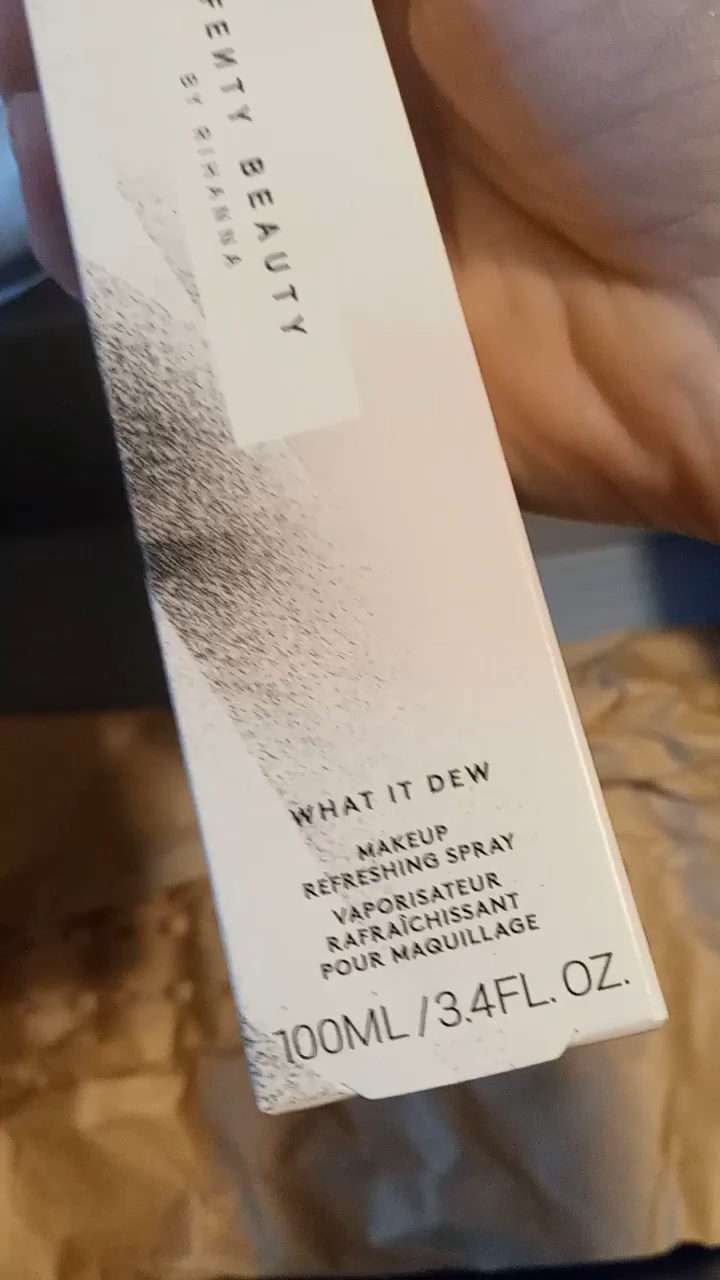 FENTY BEAUTY
BY RIHANNA
WHAT IT DEW
MAKEUP
REFRESHING SPRAY
VAPORISATEUR
RAFRAÎCHISSANT
POUR MAQUILLAGE
100ML/3.4FL. OZ.